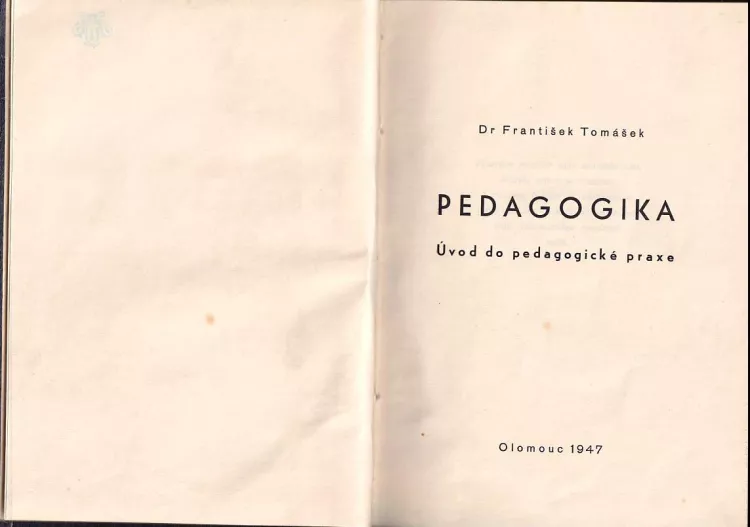 Dr František Tomášek
PEDAGOGIKA
Úvod do pedagogické praxe
Olomouc 1947